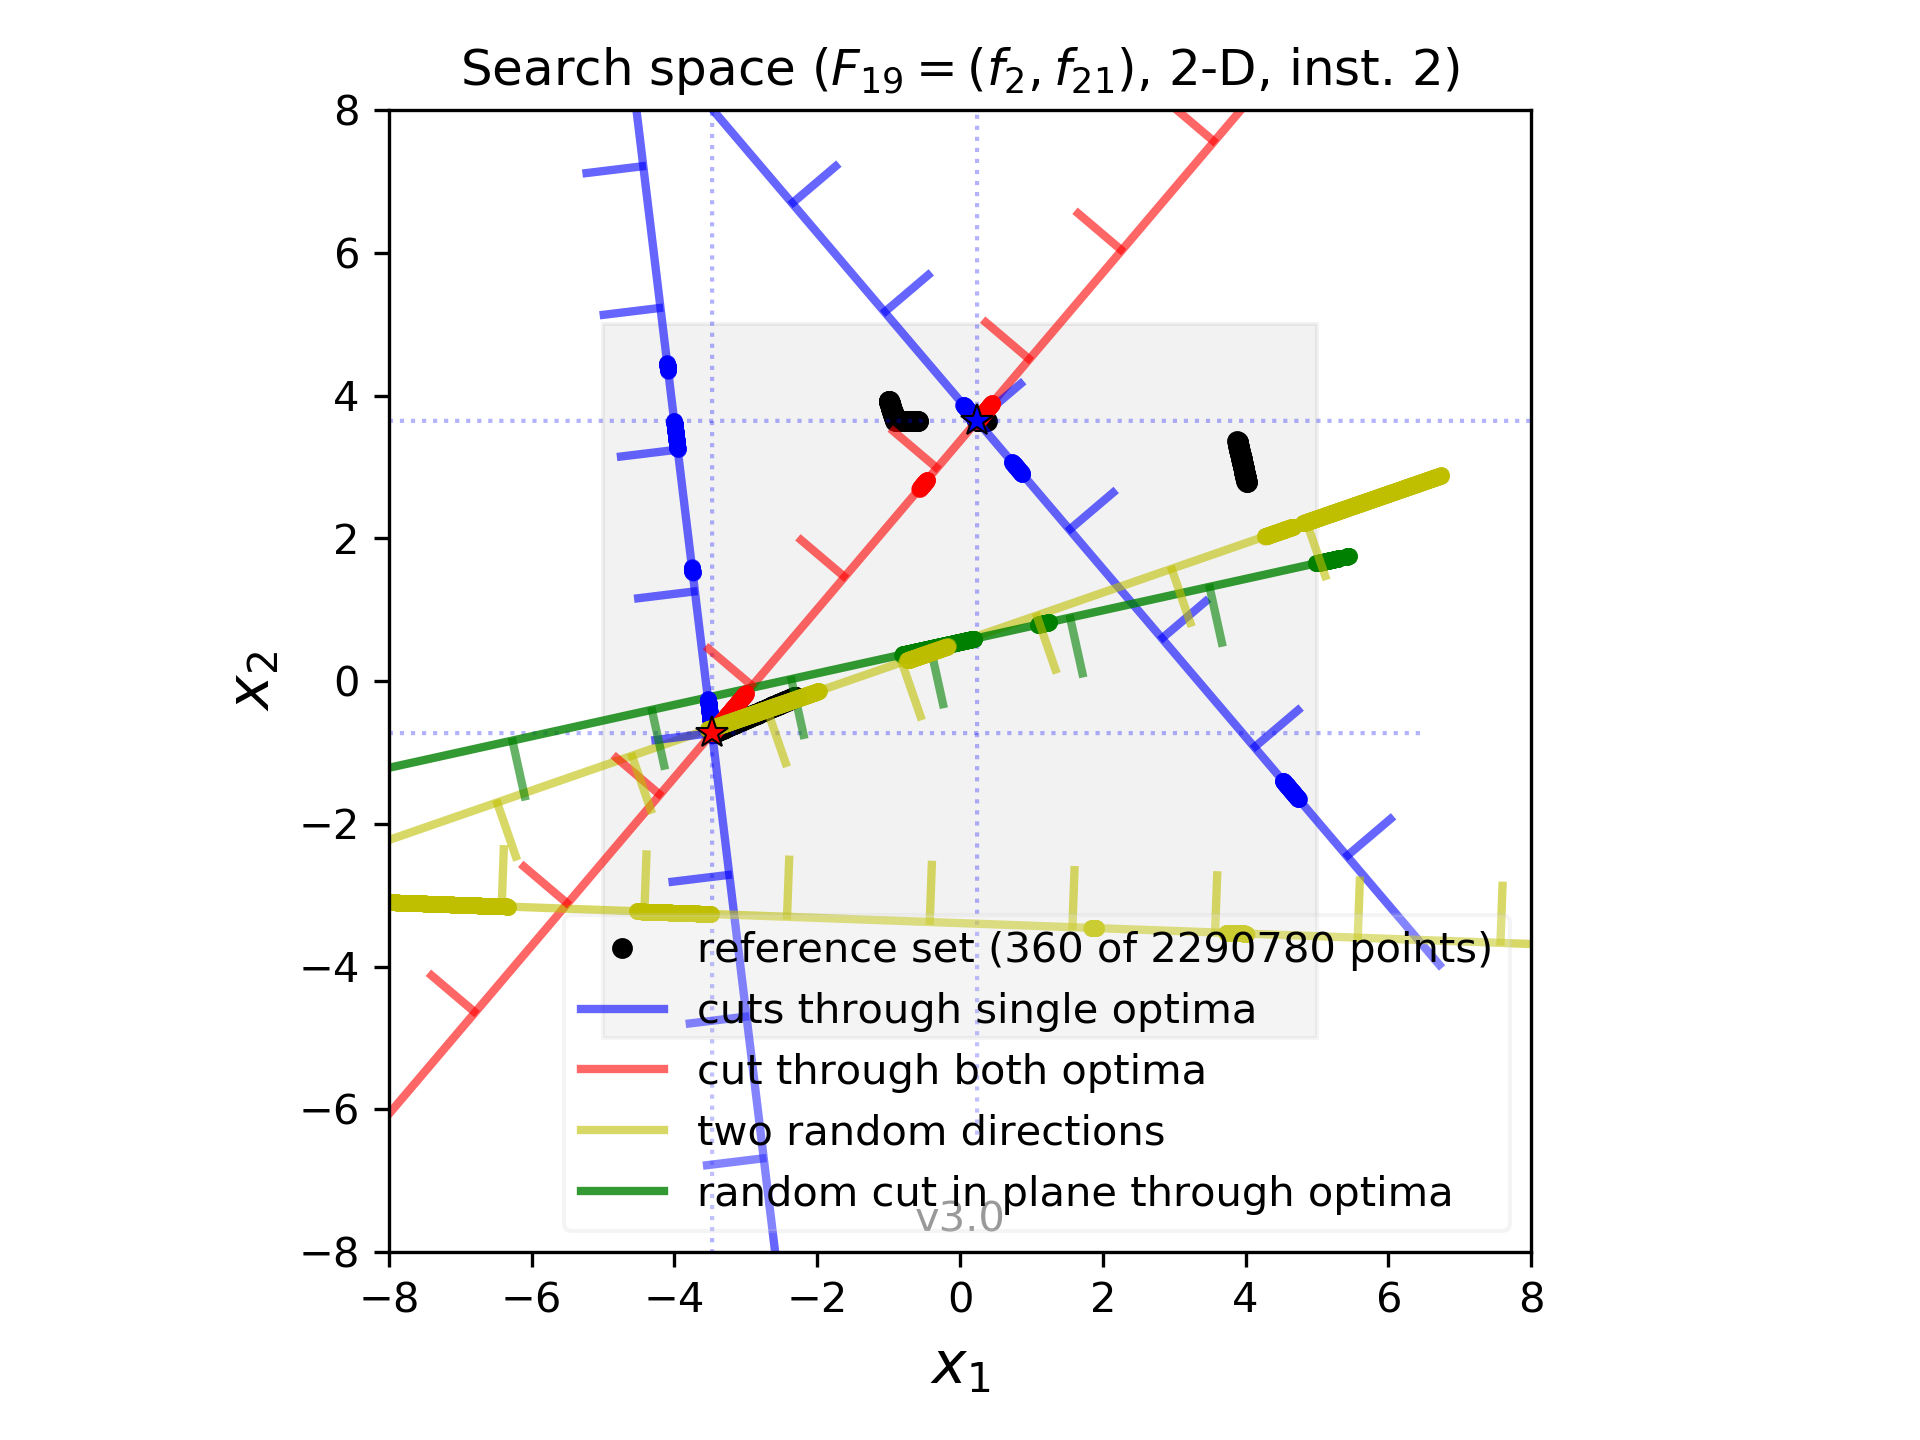 Search space (F₁₉ = (f₂, f₂₁), 2-D, inst. 2)
8
6
4
2
0
−2
−4
−6
−8
x₂
reference set (360 of 2290780 points)
cuts through single optima
cut through both optima
two random directions
random cut in plane through optima
v3.0
−8 −6 −4 −2 0 2 4 6 8
x₁